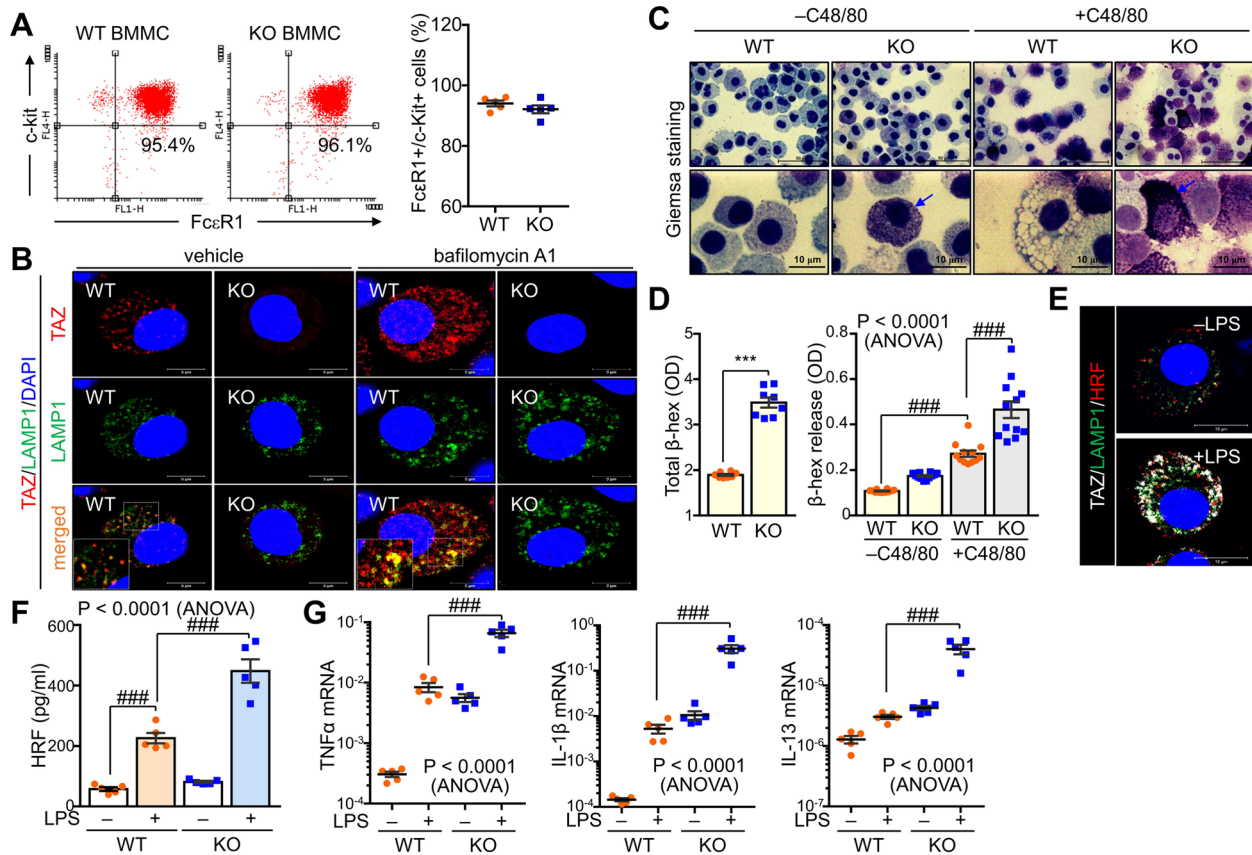 A
WT BMMC
KO BMMC
c-kit
FL4-H
FL4-H
95.4%
96.1%
FL1-H
FL1-H
FcεR1
FcεR1+/c-Kit+ cells (%)
120
100
80
60
WT
KO
B
vehicle
bafilomycin A1
TAZ/LAMP1/DAPI
TAZ
WT
KO
WT
KO
LAMP1
WT
KO
WT
KO
merged
WT
KO
WT
KO
C
–C48/80
+C48/80
WT
KO
WT
KO
Giemsa staining
10 μm
10 μm
10 μm
10 μm
D
Total β-hex (OD)
5
4
3
2
1
***
WT
KO
P < 0.0001
(ANOVA)
###
###
β-hex release (OD)
0.8
0.6
0.4
0.2
0
WT
KO
WT
KO
–C48/80
+C48/80
E
TAZ/LAMP1/HRF
–LPS
+LPS
F
P < 0.0001 (ANOVA)
###
###
HRF (pg/ml)
600
400
200
0
LPS
–
+
–
+
WT
KO
G
###
TNFα mRNA
10-1
10-2
10-3
10-4
P < 0.0001
(ANOVA)
LPS
–
+
–
+
WT
KO
###
IL-1β mRNA
10⁰
10-1
10-2
10-3
10-4
P < 0.0001
(ANOVA)
LPS
–
+
–
+
WT
KO
###
IL-13 mRNA
10-4
10-5
10-6
10-7
P < 0.0001
(ANOVA)
LPS
–
+
–
+
WT
KO